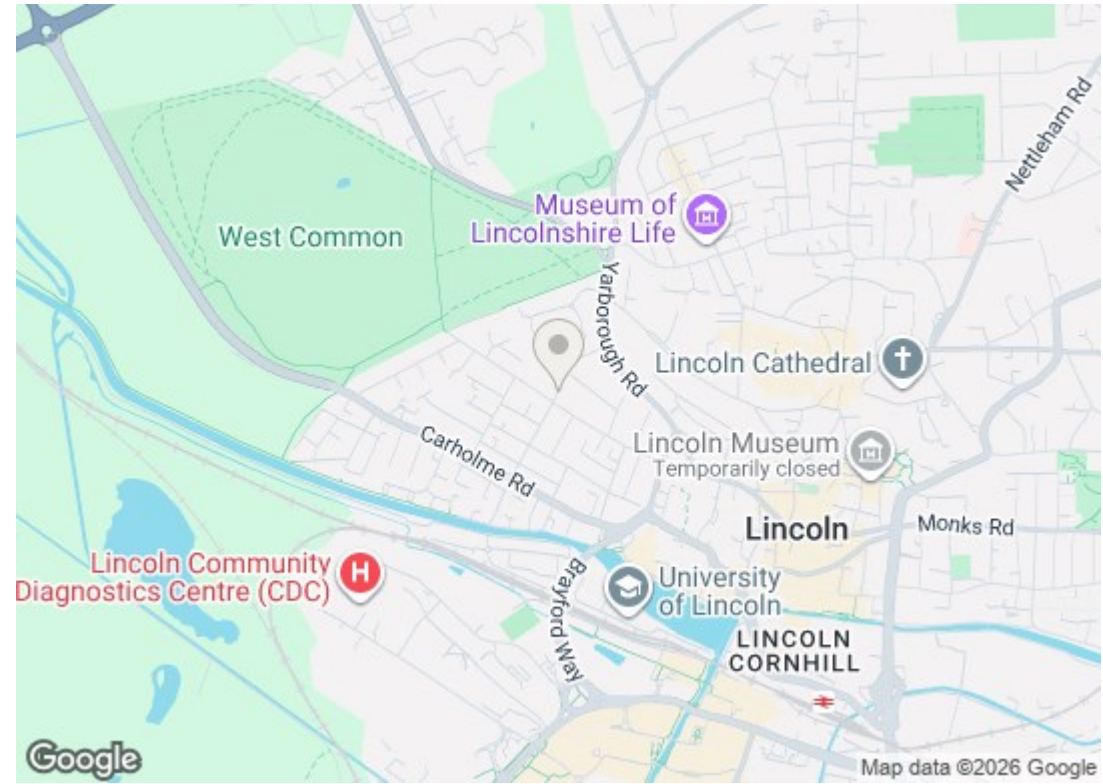 Nettleham Rd
Museum of
Lincolnshire Life
West Common
Yarborough Rd
Lincoln Cathedral
Carholme Rd
Lincoln Museum
Temporarily closed
Lincoln
Monks Rd
Lincoln Community
Diagnostics Centre (CDC)
H
University
of Lincoln
Brayford Way
LINCOLN
CORNHILL
Google
Map data ©2026 Google